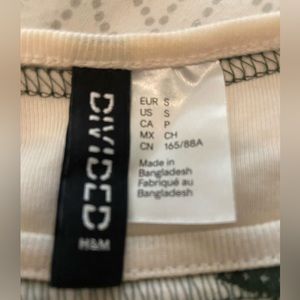 DIVIDED
H&M
EUR S
US S
CA P
MX CH
CN 165/88A
Made in
Bangladesh
Fabriqué au
Bangladesh